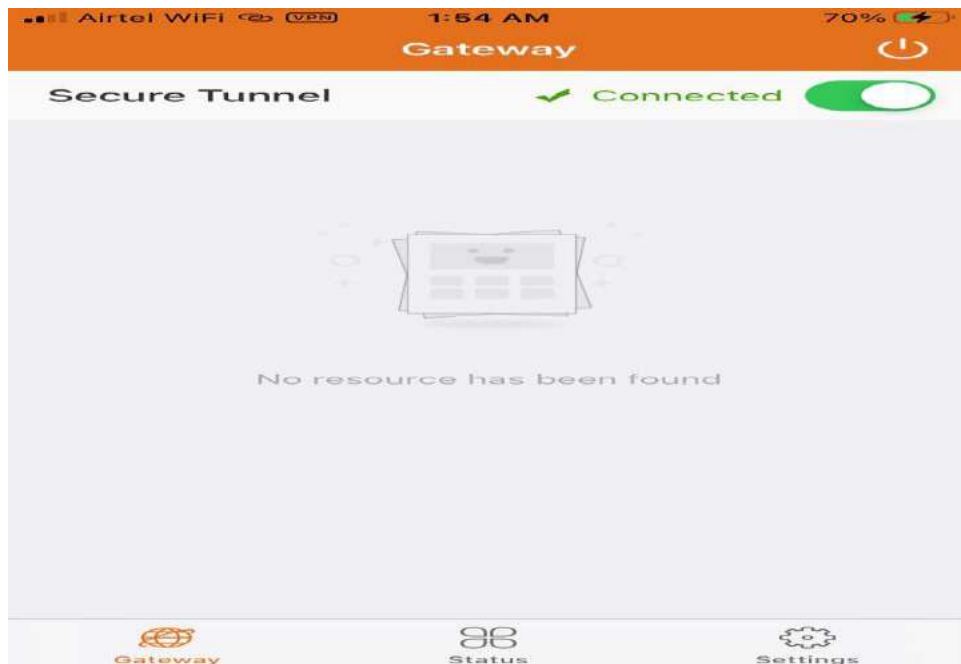 Airtel WiFi VPN 1:54 AM 70%
Gateway
Secure Tunnel Connected
No resource has been found
Gateway Status Settings